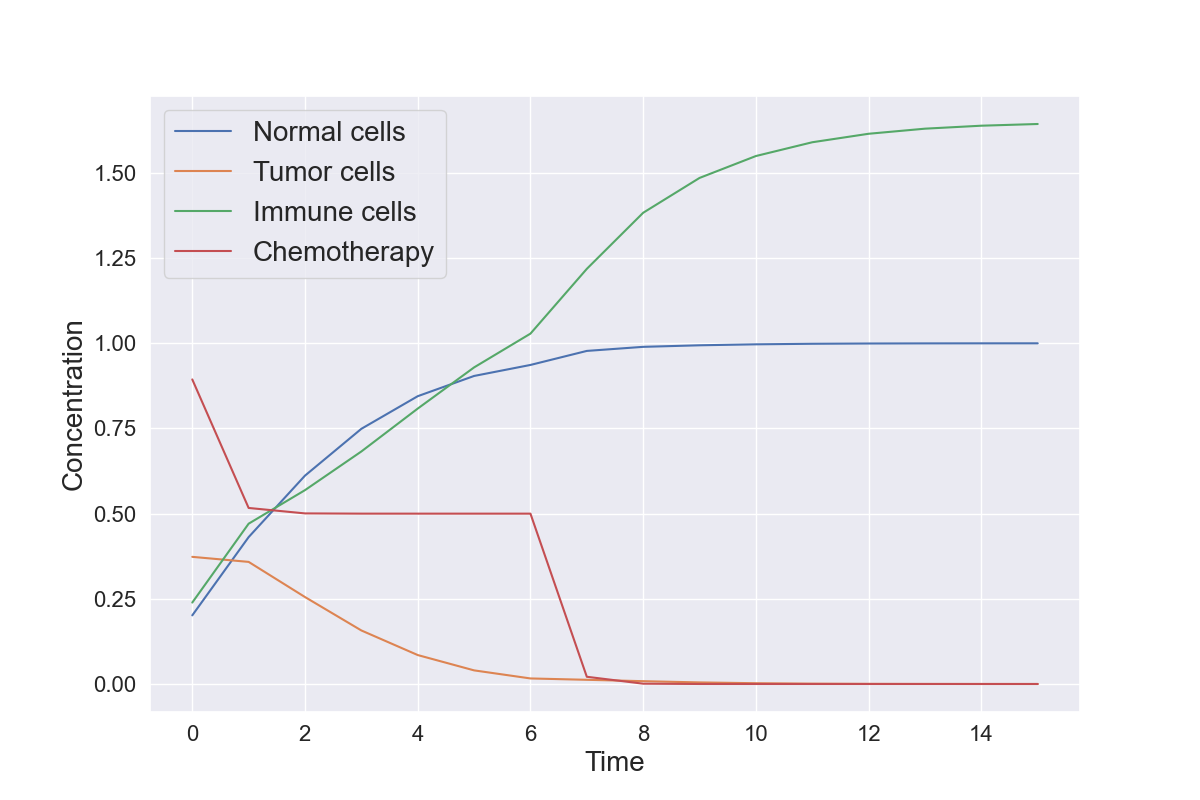 Normal cells
Tumor cells
Immune cells
Chemotherapy
1.50
1.25
1.00
0.75
0.50
0.25
0.00
Concentration
0 2 4 6 8 10 12 14
Time